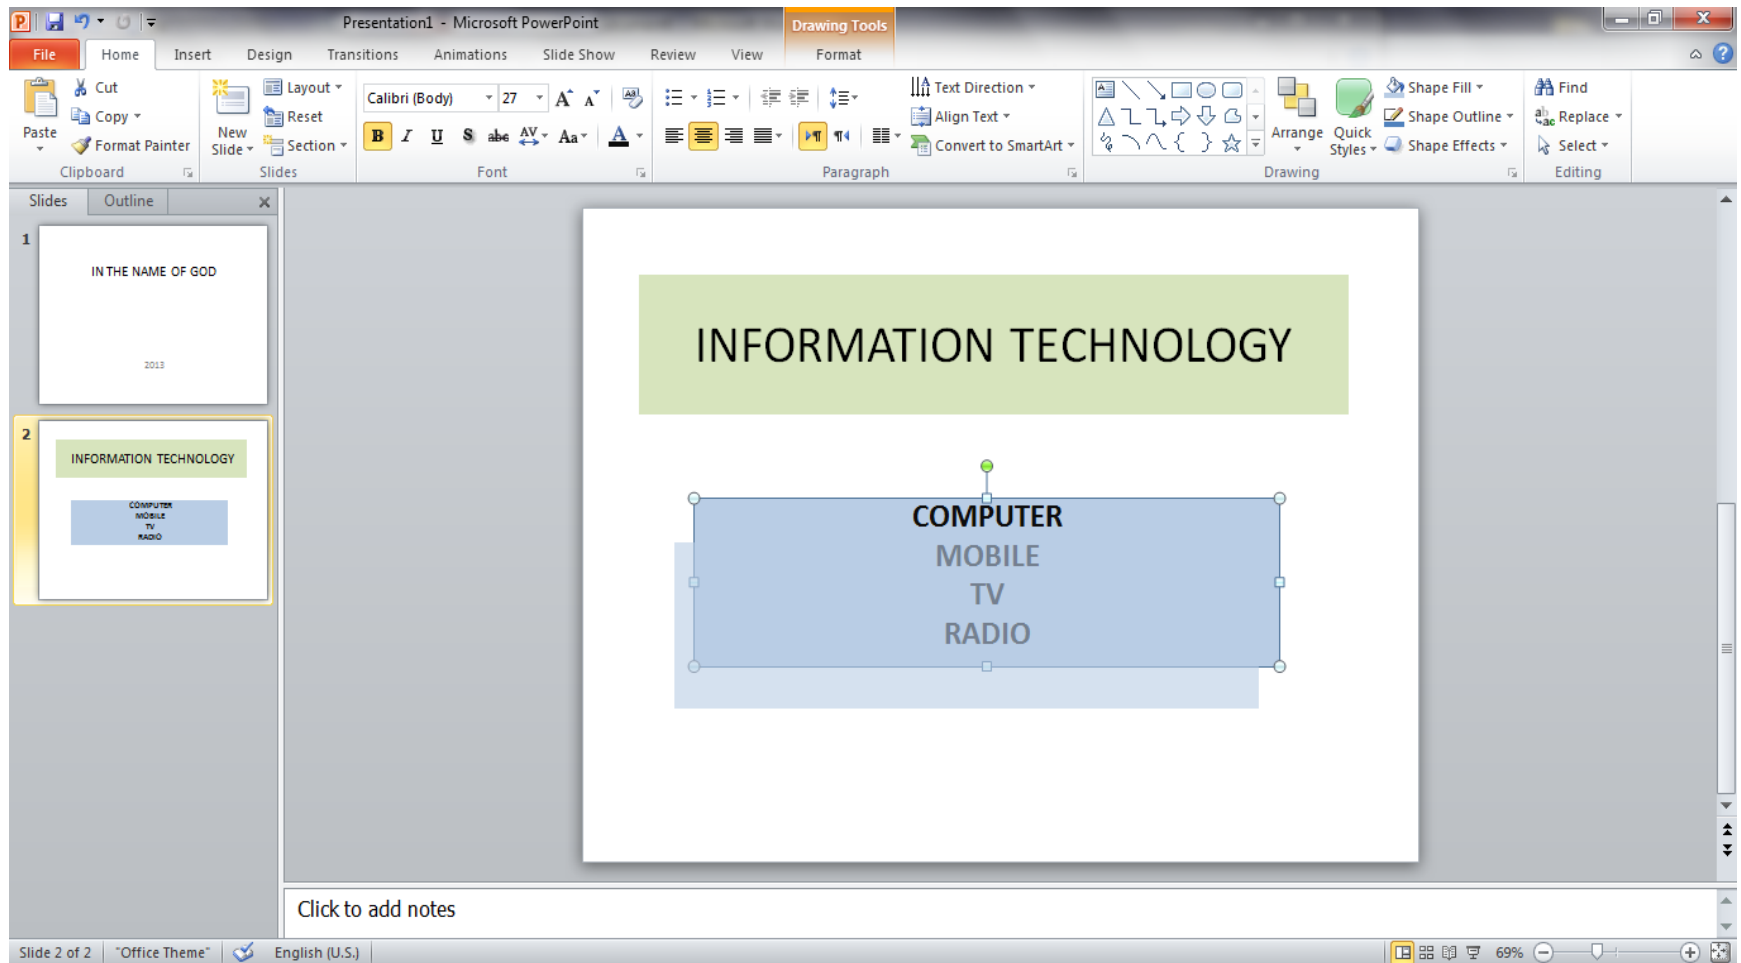 Presentation1 - Microsoft PowerPoint
Drawing Tools
File Home Insert Design Transitions Animations Slide Show Review View Format
Paste
Cut
Copy
Format Painter
Clipboard
New Slide
Layout
Reset
Section
Slides
Calibri (Body) 27
B I U S abc AV Aa A
Font
Text Direction
Align Text
Convert to SmartArt
Paragraph
Arrange
Quick Styles
Shape Fill
Shape Outline
Shape Effects
Drawing
Find
Replace
Select
Editing
Slides Outline
1
IN THE NAME OF GOD
2013
2
INFORMATION TECHNOLOGY
COMPUTER
MOBILE
TV
RADIO
INFORMATION TECHNOLOGY
COMPUTER
MOBILE
TV
RADIO
Click to add notes
Slide 2 of 2 "Office Theme" English (U.S.) 69%